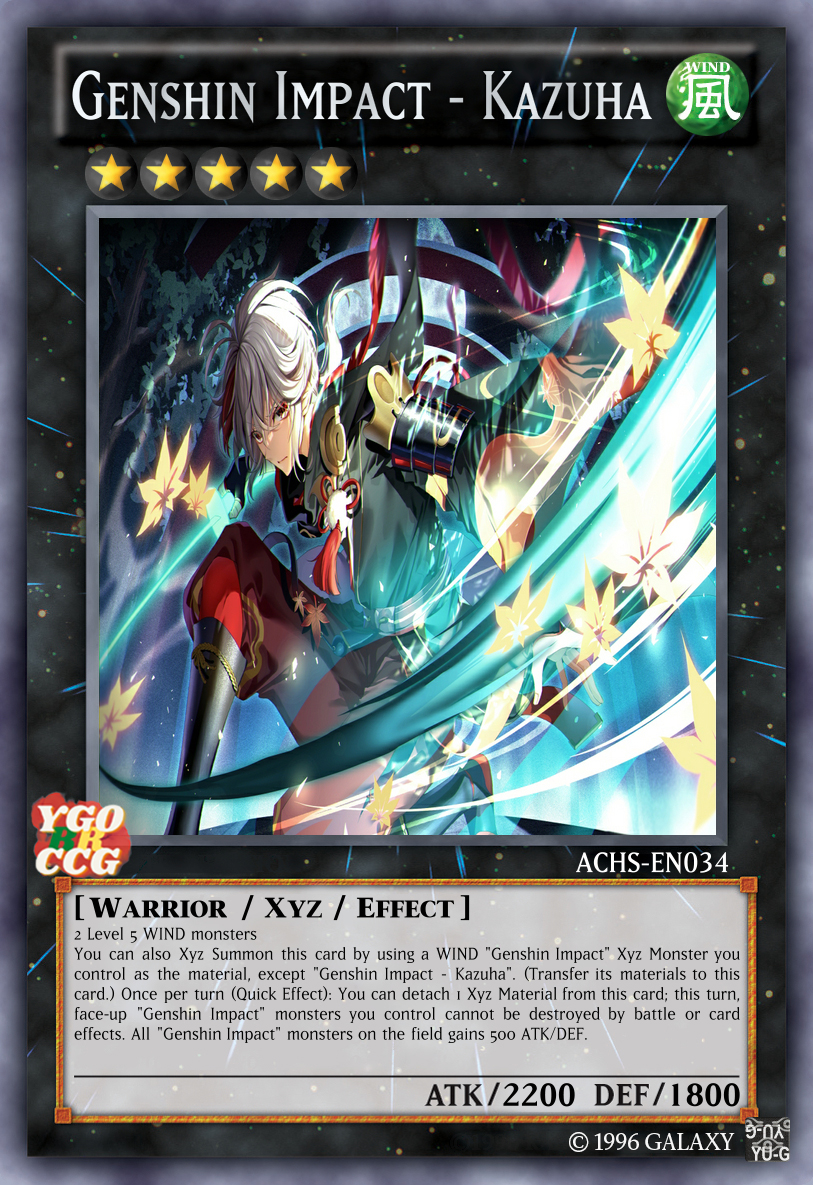 Genshin Impact - Kazuha
WIND
風
ACHS-EN034
YGO
CCG
[ Warrior / Xyz / Effect ]
2 Level 5 WIND monsters
You can also Xyz Summon this card by using a WIND "Genshin Impact" Xyz Monster you
control as the material, except "Genshin Impact - Kazuha". (Transfer its materials to this
card.) Once per turn (Quick Effect): You can detach 1 Xyz Material from this card; this turn,
face-up "Genshin Impact" monsters you control cannot be destroyed by battle or card
effects. All "Genshin Impact" monsters on the field gains 500 ATK/DEF.
ATK/2200 DEF/1800
© 1996 GALAXY
YU-G